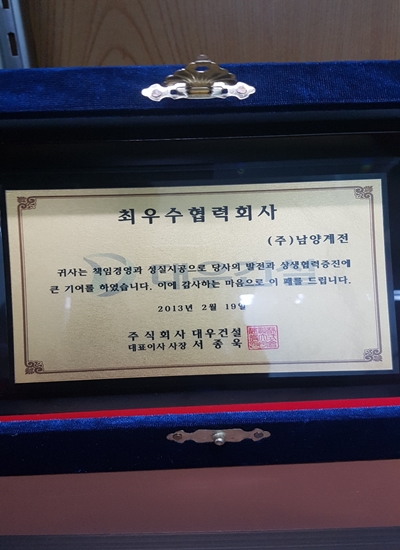 최우수협력회사
(주)남양계전
귀사는 책임경영과 성실시공으로 당사의 발전과 상생협력증진에
큰 기여를 하였습니다. 이에 감사하는 마음으로 이 패를 드립니다.
2013년 2월 19일
주식회사 대우건설
대표이사 사장 서종욱